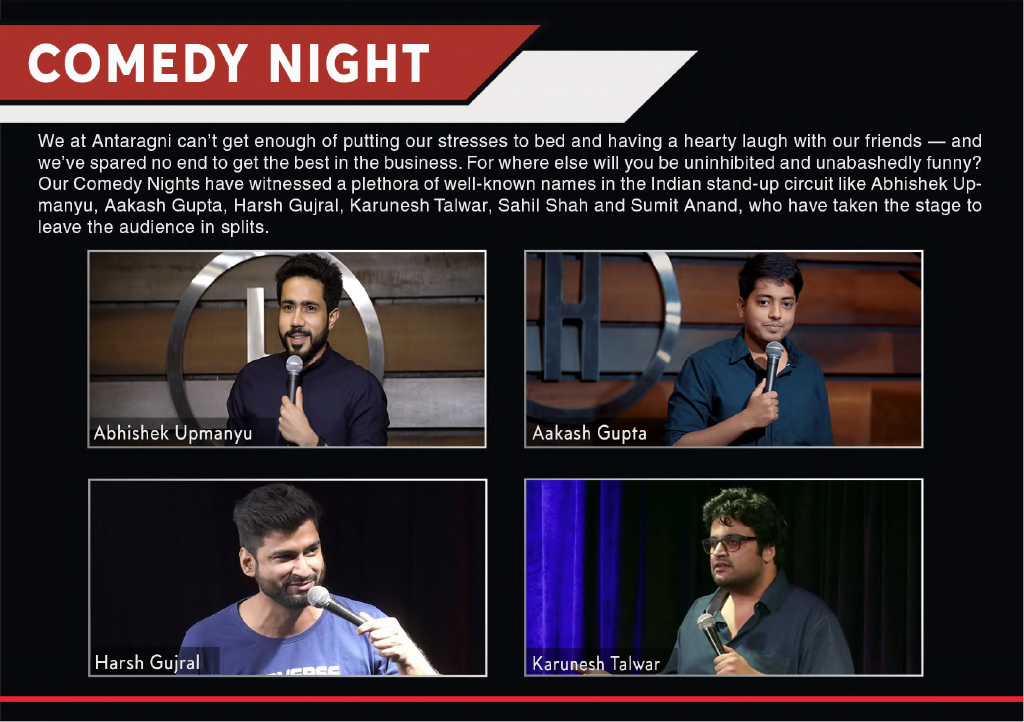 COMEDY NIGHT
We at Antaragni can't get enough of putting our stresses to bed and having a hearty laugh with our friends — and
we've spared no end to get the best in the business. For where else will you be uninhibited and unabashedly funny?
Our Comedy Nights have witnessed a plethora of well-known names in the Indian stand-up circuit like Abhishek Up-
manyu, Aakash Gupta, Harsh Gujral, Karunesh Talwar, Sahil Shah and Sumit Anand, who have taken the stage to
leave the audience in splits.
H
Abhishek Upmanyu
Aakash Gupta
Harsh Gujral
Karunesh Talwar